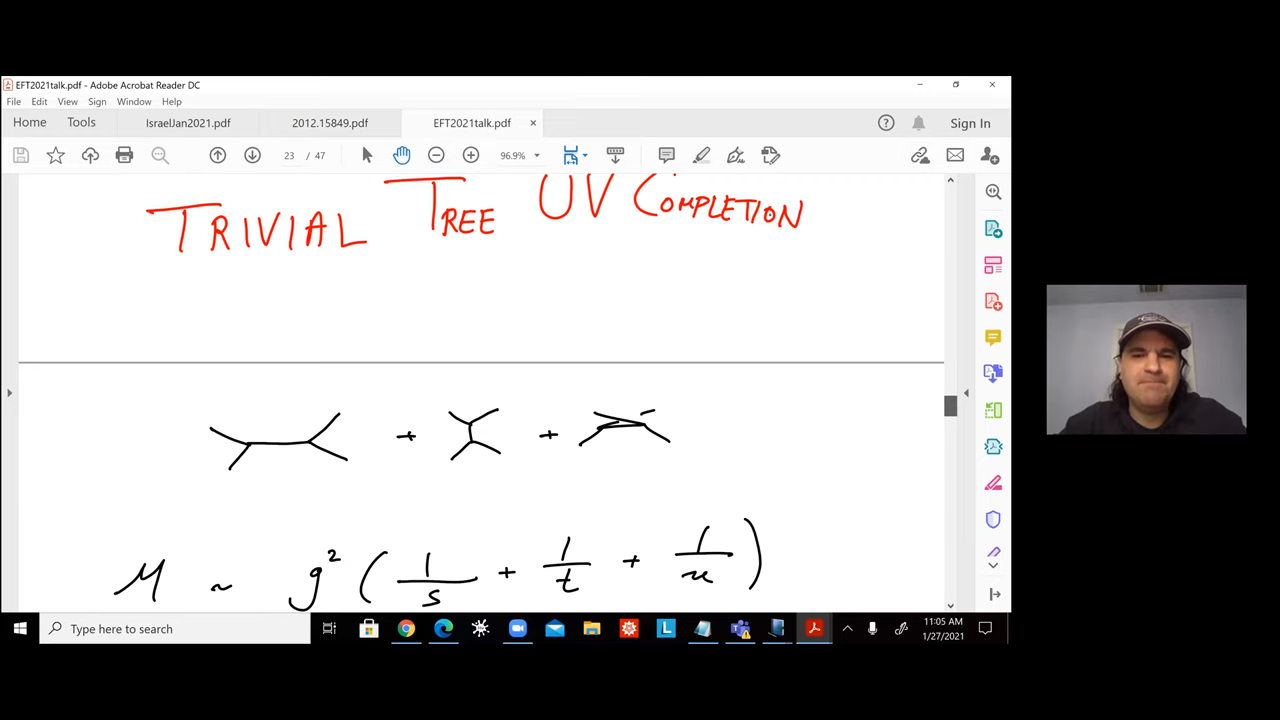 EFT2021talk.pdf - Adobe Acrobat Reader DC
File Edit View Sign Window Help
Home Tools IsraelJan2021.pdf 2012.15849.pdf EFT2021talk.pdf × Sign In
23 / 47 96.9%
TRIVIAL TREE UV COMPLETION
+ +
M ~ g² ( 1/s + 1/t + 1/u )
Type here to search
11:05 AM
1/27/2021